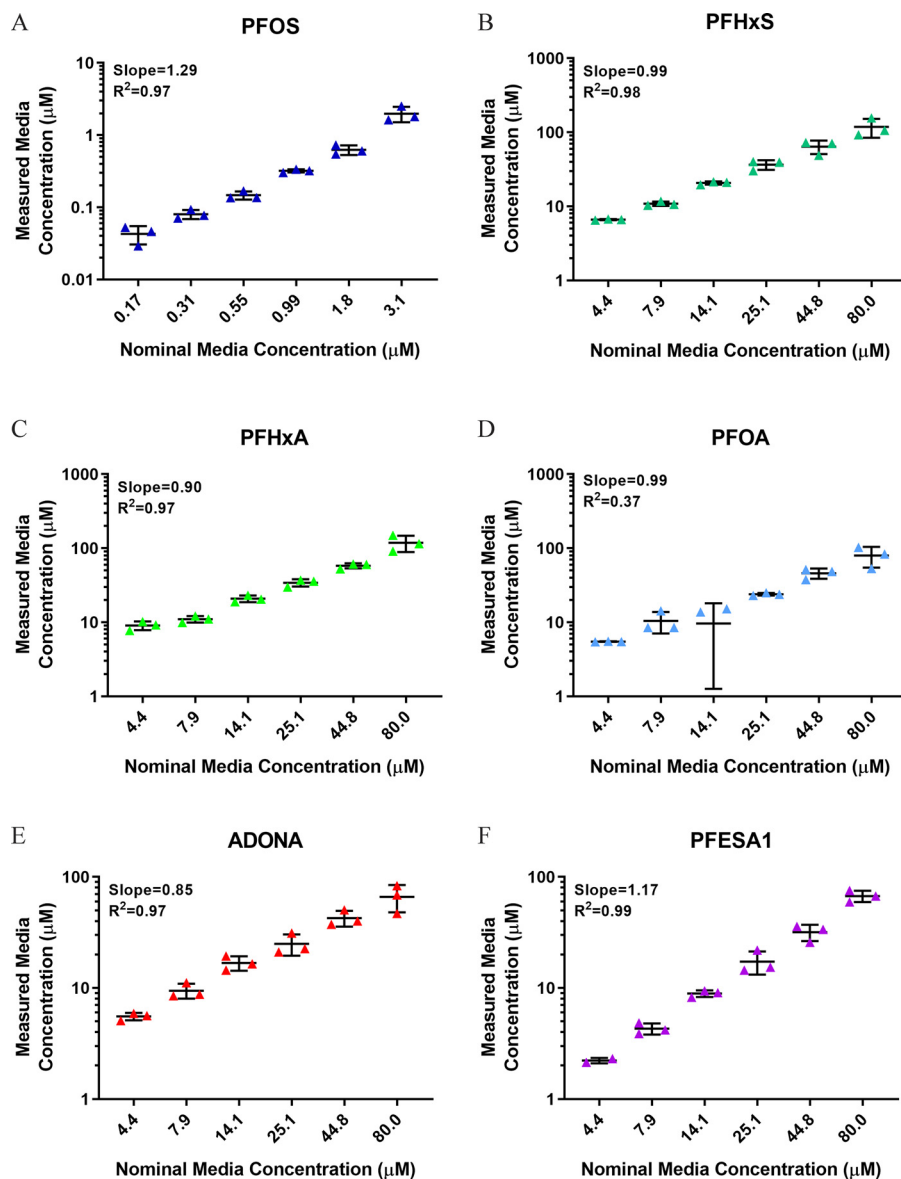 A
PFOS
Slope=1.29
R²=0.97
Measured Media
Concentration (μM)
10
1
0.1
0.01
0.17
0.31
0.55
0.99
1.8
3.1
Nominal Media Concentration (μM)
B
PFHxS
Slope=0.99
R²=0.98
Measured Media
Concentration (μM)
1000
100
10
1
4.4
7.9
14.1
25.1
44.8
80.0
Nominal Media Concentration (μM)
C
PFHxA
Slope=0.90
R²=0.97
Measured Media
Concentration (μM)
1000
100
10
1
4.4
7.9
14.1
25.1
44.8
80.0
Nominal Media Concentration (μM)
D
PFOA
Slope=0.99
R²=0.37
Measured Media
Concentration (μM)
1000
100
10
1
4.4
7.9
14.1
25.1
44.8
80.0
Nominal Media Concentration (μM)
E
ADONA
Slope=0.85
R²=0.97
Measured Media
Concentration (μM)
100
10
1
4.4
7.9
14.1
25.1
44.8
80.0
Nominal Media Concentration (μM)
F
PFESA1
Slope=1.17
R²=0.99
Measured Media
Concentration (μM)
100
10
1
4.4
7.9
14.1
25.1
44.8
80.0
Nominal Media Concentration (μM)